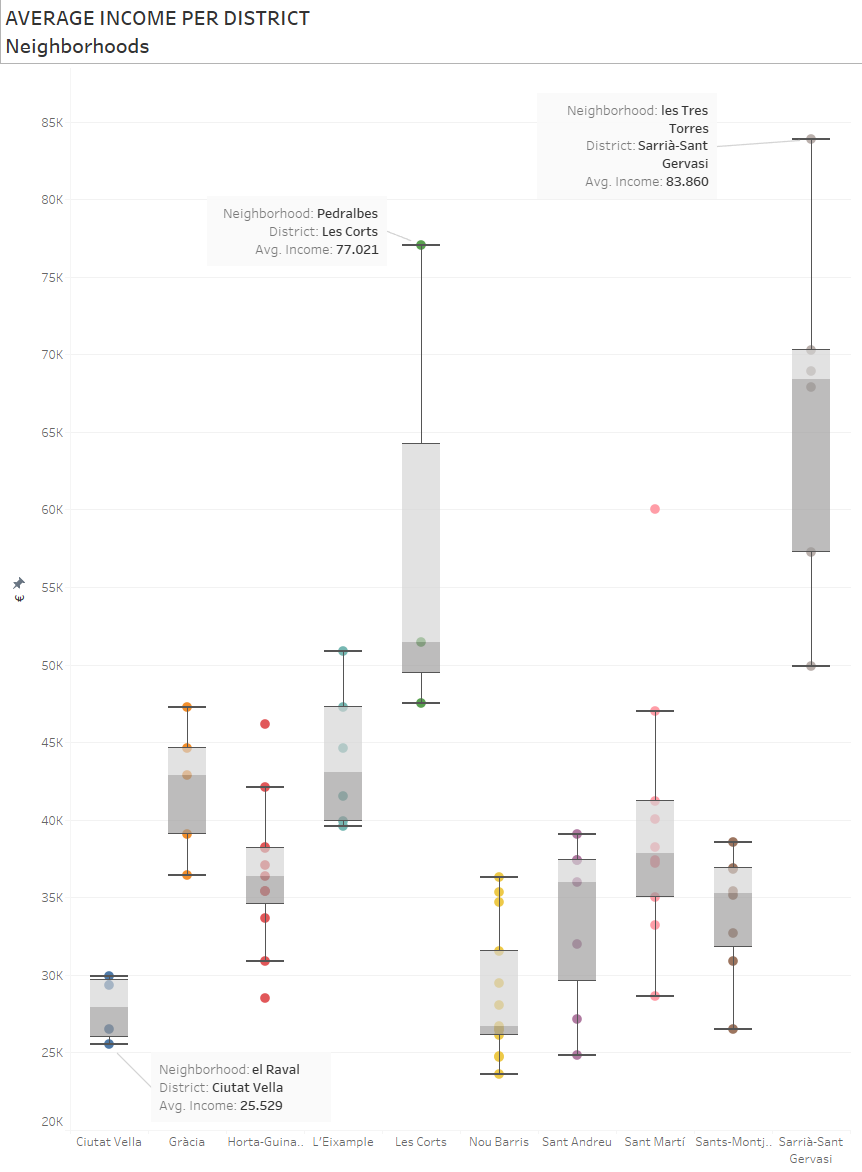 AVERAGE INCOME PER DISTRICT
Neighborhoods
Neighborhood: les Tres
Torres
District: Sarrià-Sant
Gervasi
Avg. Income: 83.860
Neighborhood: Pedralbes
District: Les Corts
Avg. Income: 77.021
85K
80K
75K
70K
65K
60K
55K
€
50K
45K
40K
35K
30K
25K
20K
Neighborhood: el Raval
District: Ciutat Vella
Avg. Income: 25.529
Ciutat Vella
Gràcia
Horta-Guina..
L'Eixample
Les Corts
Nou Barris
Sant Andreu
Sant Martí
Sants-Montj..
Sarrià-Sant
Gervasi